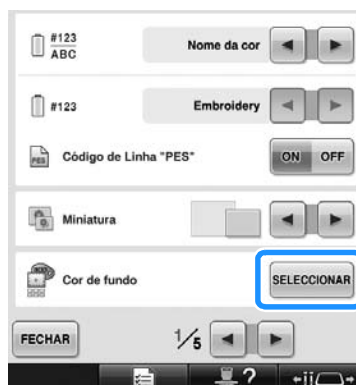 #123
ABC
Nome da cor
#123
Embroidery
PES
Código de Linha "PES"
ON OFF
Miniatura
Cor de fundo
SELECCIONAR
FECHAR
1/5
?